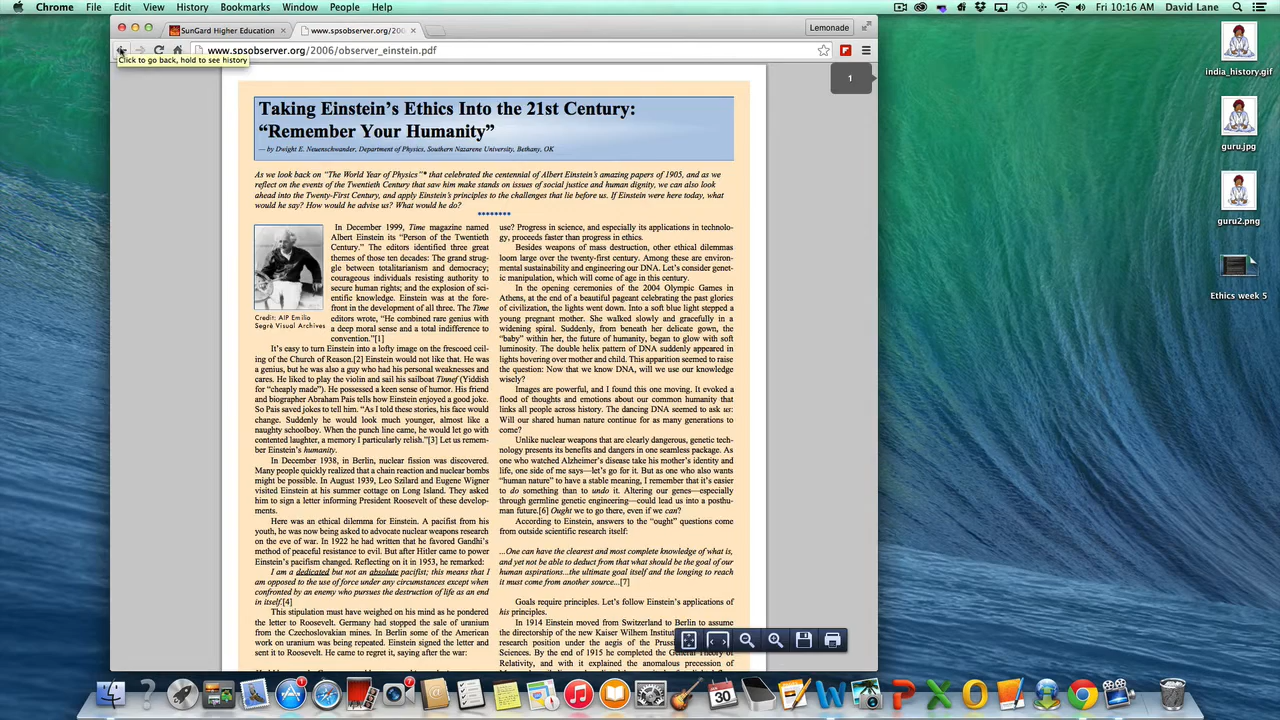 Chrome File Edit View History Bookmarks Window People Help
Fri 10:16 AM David Lane
SunGard Higher Education
www.spsobserver.org/200
Lemonade
www.spsobserver.org/2006/observer_einstein.pdf
Click to go back, hold to see history
1
Taking Einstein's Ethics Into the 21st Century:
“Remember Your Humanity”
— by Dwight E. Neuenschwander, Department of Physics, Southern Nazarene University, Bethany, OK
As we look back on “The World Year of Physics”* that celebrated the centennial of Albert Einstein's amazing papers of 1905, and as we
reflect on the events of the Twentieth Century that saw him make stands on issues of social justice and human dignity, we can also
look ahead into the Twenty-First Century, and apply Einstein's principles to the challenges that lie before us. If Einstein were here today, what
would he say? How would he advise us? What would he do?
********
In December 1999, Time magazine named
Albert Einstein its “Person of the Twentieth
Century.” The editors identified three great
themes of those ten decades: The grand strug-
gle between totalitarianism and democracy;
courageous individuals resisting authority to
secure human rights; and the explosion of sci-
entific knowledge. Einstein was at the fore-
front in the development of all three. The Time
editors wrote, “He combined rare genius with
a deep moral sense and a total indifference to
convention.”[1]
Credit: AIP Emilio
Segrè Visual Archives
It's easy to turn Einstein into a lofty image on the frescoed ceil-
ing of the Church of Reason.[2] Einstein would not like that. He was
a genius, but he was also a guy who had his personal weaknesses and
cares. He liked to play the violin and sail his sailboat Tinnef (Yiddish
for “cheaply made”). He possessed a keen sense of humor. His friend
and biographer Abraham Pais tells how Einstein enjoyed a good joke.
So Pais saved jokes to tell him. “As I told these stories, his face would
change. Suddenly he would look much younger, almost like a
naughty schoolboy. When the punch line came, he would let go with
contented laughter, a memory I particularly relish.”[3] Let us remem-
ber Einstein's humanity.
In December 1938, in Berlin, nuclear fission was discovered.
Many people quickly realized that a chain reaction and nuclear bombs
might be possible. In August 1939, Leo Szilard and Eugene Wigner
visited Einstein at his summer cottage on Long Island. They asked
him to sign a letter informing President Roosevelt of these develop-
ments.
Here was an ethical dilemma for Einstein. A pacifist from his
youth, he was now being asked to advocate nuclear weapons research
on the eve of war. In 1922 he had written that he favored Gandhi's
method of peaceful resistance to evil. But after Hitler came to power
Einstein's pacifism changed. Reflecting on it in 1953, he remarked:
I am a dedicated but not an absolute pacifist; this means that I
am opposed to the use of force under any circumstances except when
confronted by an enemy who pursues the destruction of life as an end
in itself.[4]
This stipulation must have weighed on his mind as he pondered
the letter to Roosevelt. Germany had stopped the sale of uranium
from the Czechoslovakian mines. In Berlin some of the American
work on uranium was being repeated. Einstein signed the letter and
sent it to Roosevelt. He came to regret it, saying after the war:
use? Progress in science, and especially its applications in technolo-
gy, proceeds faster than progress in ethics.
Besides weapons of mass destruction, other ethical dilemmas
loom large over the twenty-first century. Among these are environ-
mental sustainability and engineering our DNA. Let's consider genet-
ic manipulation, which will come of age in this century.
In the opening ceremonies of the 2004 Olympic Games in
Athens, at the end of a beautiful pageant celebrating the past glories
of civilization, the lights went down. Into a soft blue light stepped a
young pregnant mother. She walked slowly and gracefully in a
widening spiral. Suddenly, from beneath her delicate gown, the
“baby” within her, the future of humanity, began to glow with soft
luminosity. The double helix pattern of DNA suddenly appeared in
lights hovering over mother and child. This apparition seemed to raise
the question: Now that we know DNA, will we use our knowledge
wisely?
Images are powerful, and I found this one moving. It evoked a
flood of thoughts and emotions about our common humanity that
links all people across history. The dancing DNA seemed to ask us:
Will our shared human nature continue for as many generations to
come?
Unlike nuclear weapons that are clearly dangerous, genetic tech-
nology presents its benefits and dangers in one seamless package. As
one who watched Alzheimer's disease take his mother's identity and
life, one side of me says—let's go for it. But as one who also wants
“human nature” to have a stable meaning, I remember that it's easier
to do something than to undo it. Altering our genes—especially
through germline genetic engineering—could lead us into a posthu-
man future.[6] Ought we to go there, even if we can?
According to Einstein, answers to the “ought” questions come
from outside scientific research itself:
...One can have the clearest and most complete knowledge of what is,
and yet not be able to deduct from that what should be the goal of our
human aspirations...the ultimate goal itself and the longing to reach
it must come from another source...[7]
Goals require principles. Let's follow Einstein's applications of
his principles.
In 1914 Einstein moved from Switzerland to Berlin to assume
the directorship of the new Kaiser Wilhem Institut
research position under the aegis of the Pruss
Sciences. By the end of 1915 he completed the General Theory of
Relativity, and with it explained the anomalous precession of
india_history.gif
guru.jpg
guru2.png
Ethics week 5
1
7
30